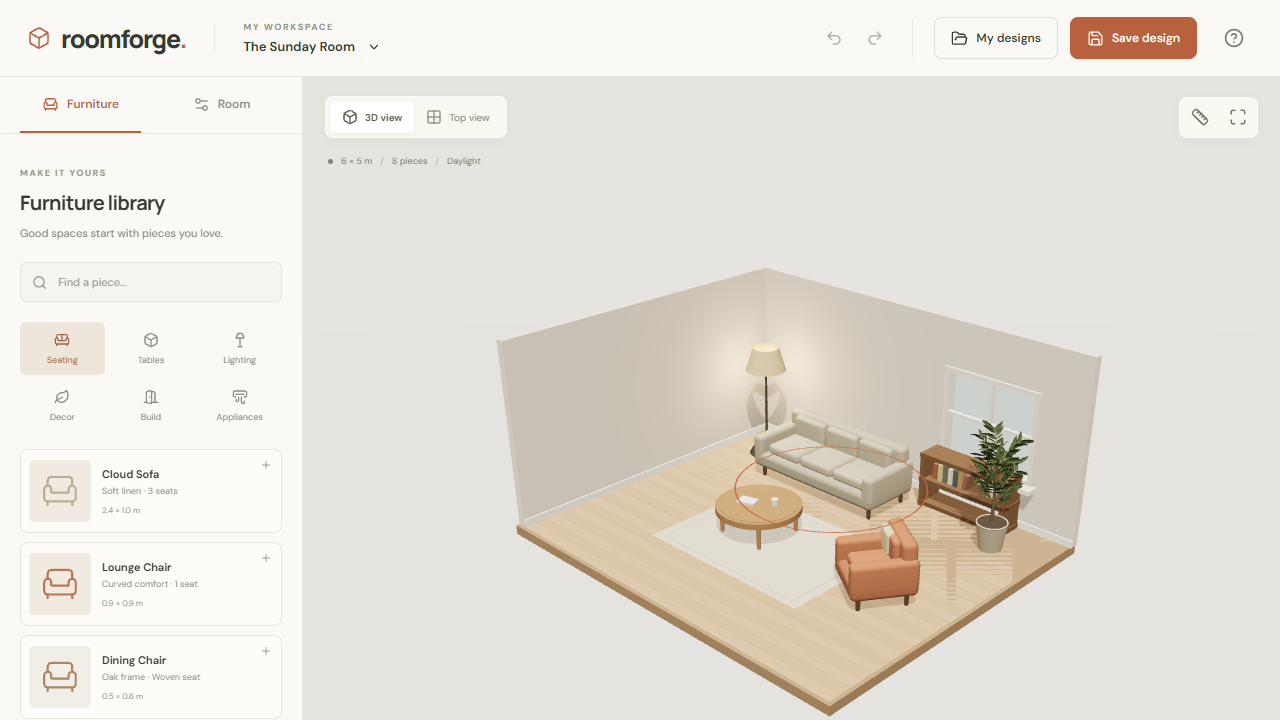 roomforge.
MY WORKSPACE
The Sunday Room
My designs
Save design
Furniture
Room
3D view
Top view
6 × 5 m / 8 pieces / Daylight
MAKE IT YOURS
Furniture library
Good spaces start with pieces you love.
Find a piece...
Seating
Tables
Lighting
Decor
Build
Appliances
Cloud Sofa
Soft linen · 3 seats
2.4 × 1.0 m
Lounge Chair
Curved comfort · 1 seat
0.9 × 0.9 m
Dining Chair
Oak frame · Woven seat
0.5 × 0.6 m